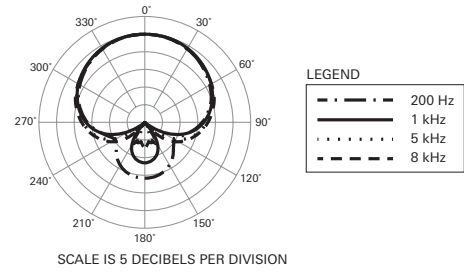 0°
330° 30°
300° 60°
270° 90°
240° 120°
210° 150°
180°
SCALE IS 5 DECIBELS PER DIVISION
LEGEND
200 Hz
1 kHz
5 kHz
8 kHz